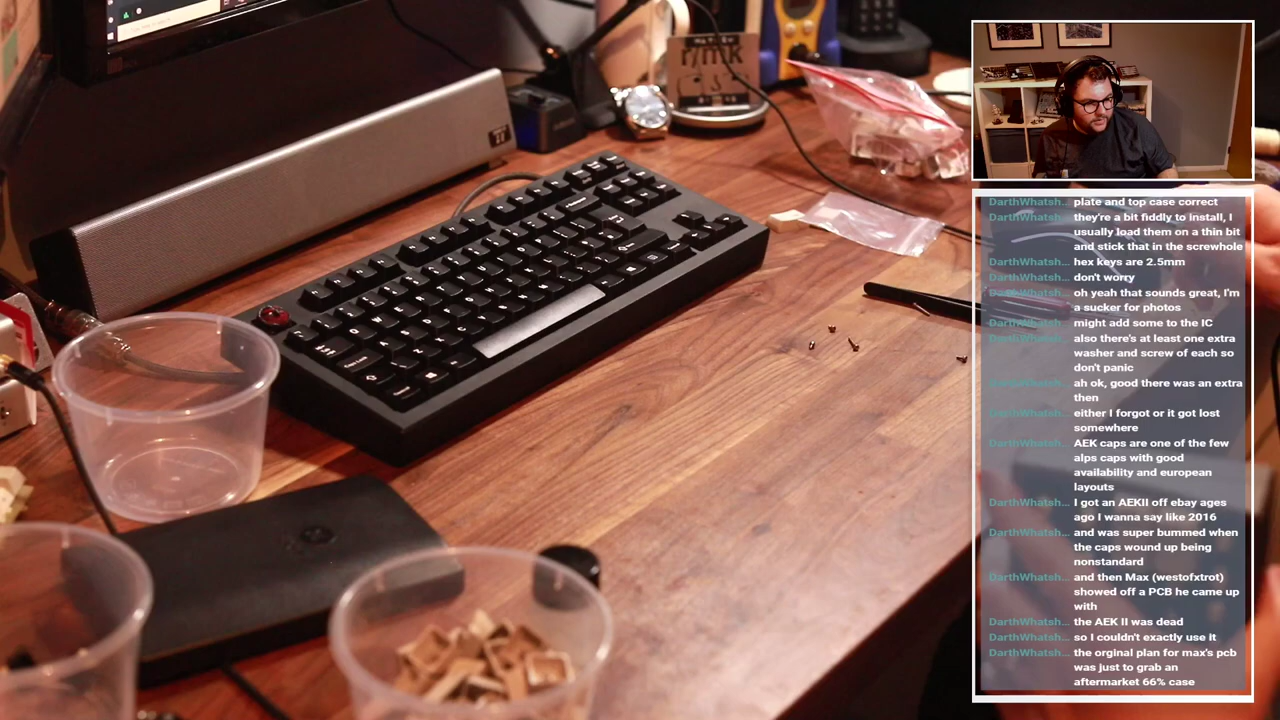 r/mk
plate and top case correct
DarthWhatsh... they're a bit fiddly to install, I
usually load them on a thin bit
and stick that in the screwhole
DarthWhatsh... hex keys are 2.5mm
DarthWhatsh... don't worry
DarthWhatsh... oh yeah that sounds great, I'm
a sucker for photos
DarthWhatsh... might add some to the IC
DarthWhatsh... also there's at least one extra
washer and screw of each so
don't panic
DarthWhatsh... ah ok, good there was an extra
then
DarthWhatsh... either I forgot or it got lost
somewhere
DarthWhatsh... AEK caps are one of the few
alps caps with good
availability and european
layouts
DarthWhatsh... I got an AEKII off ebay ages
ago I wanna say like 2016
DarthWhatsh... and was super bummed when
the caps wound up being
nonstandard
DarthWhatsh... and then Max (westofxtrot)
showed off a PCB he came up
with
DarthWhatsh... the AEK II was dead
DarthWhatsh... so I couldn't exactly use it
DarthWhatsh... the orginal plan for max's pcb
was just to grab an
aftermarket 66% case